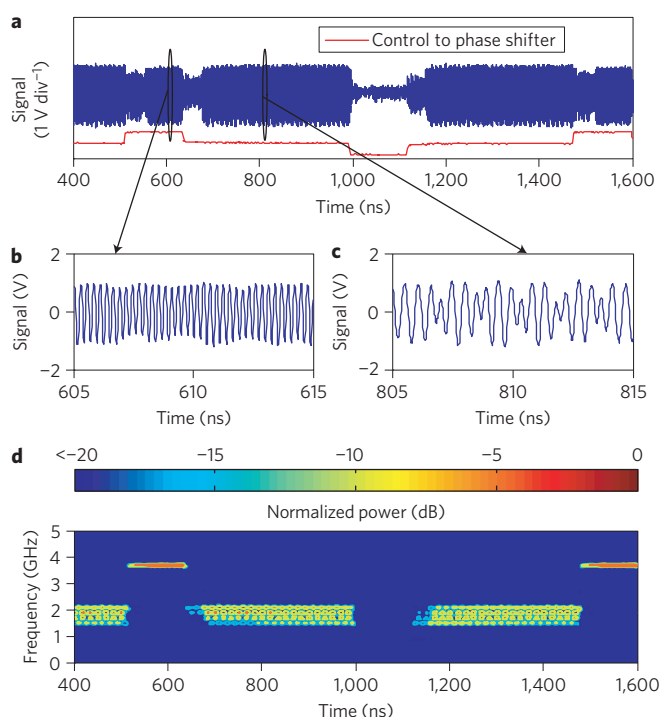 a
Control to phase shifter
Signal
(1 V div⁻¹)
400 600 800 1,000 1,200 1,400 1,600
Time (ns)
b
2
0
−2
Signal (V)
605 610 615
Time (ns)
c
2
0
−2
Signal (V)
805 810 815
Time (ns)
d
<−20 −15 −10 −5 0
Normalized power (dB)
5
4
3
2
1
0
Frequency (GHz)
400 600 800 1,000 1,200 1,400 1,600
Time (ns)